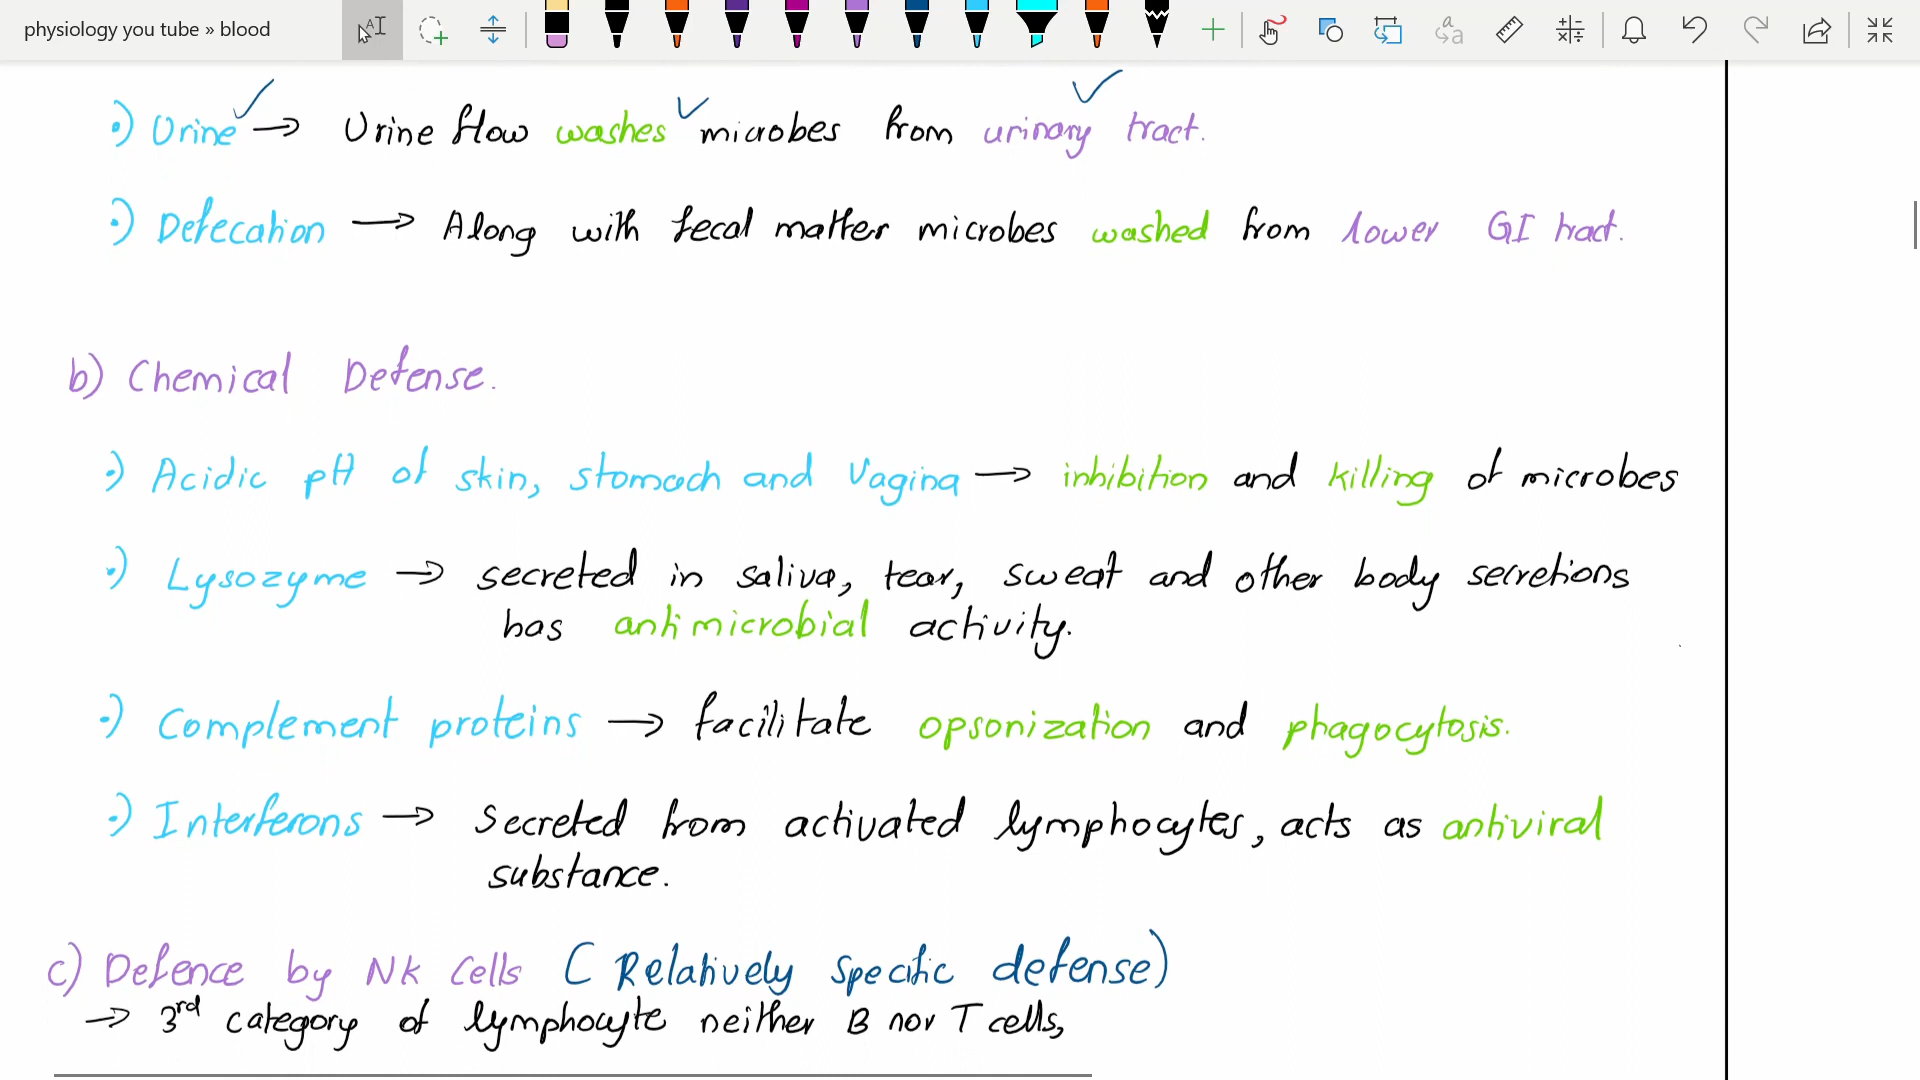 physiology you tube » blood
•) Urine → Urine flow washes microbes from urinary tract.
•) Defecation → Along with fecal matter microbes washed from lower GI tract.
b) Chemical Defense.
•) Acidic pH of skin, stomach and Vagina → inhibition and killing of microbes
•) Lysozyme → secreted in saliva, tear, sweat and other body secretions
has antimicrobial activity.
•) Complement proteins → facilitate opsonization and phagocytosis.
•) Interferons → Secreted from activated lymphocytes, acts as antiviral
substance.
c) Defence by NK Cells ( Relatively Specific defense)
→ 3rd category of lymphocyte neither B nor T cells,